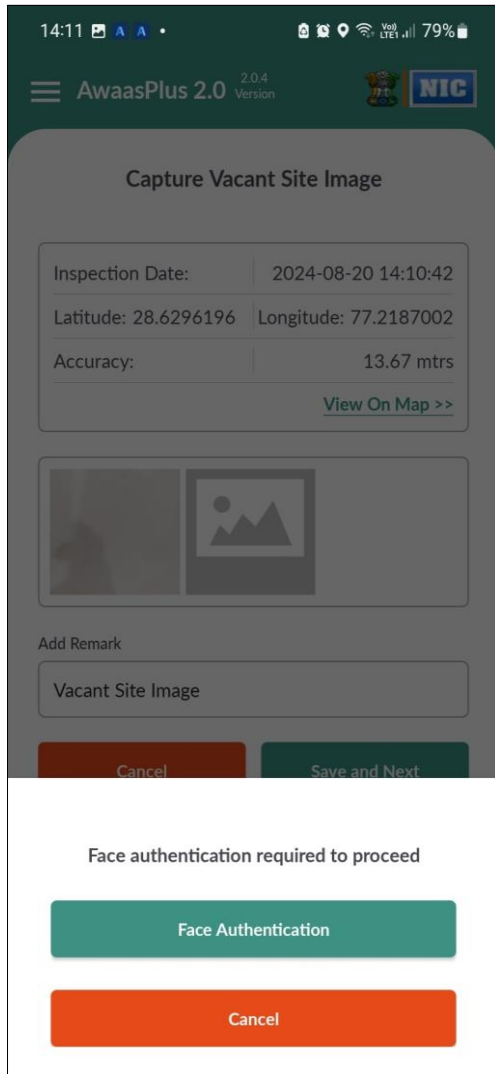 14:11 A A • Vo)) LTE1 79%
AwaasPlus 2.0 2.0.4 Version NIC
Capture Vacant Site Image
Inspection Date: 2024-08-20 14:10:42
Latitude: 28.6296196 Longitude: 77.2187002
Accuracy: 13.67 mtrs
View On Map >>
Add Remark
Vacant Site Image
Cancel Save and Next
Face authentication required to proceed
Face Authentication
Cancel